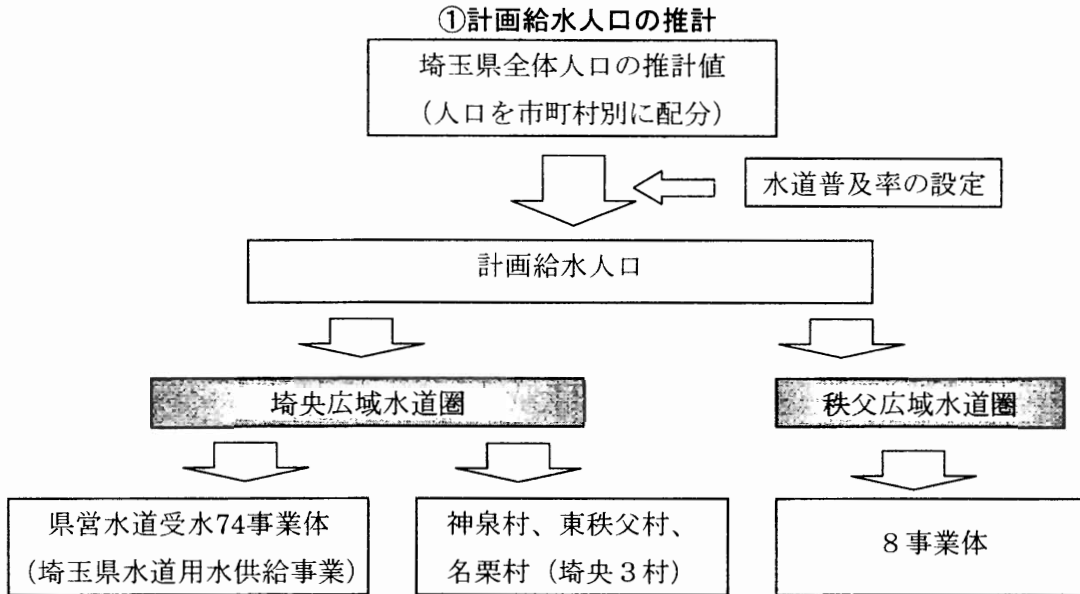 ①計画給水人口の推計
埼玉県全体人口の推計値
（人口を市町村別に配分）
水道普及率の設定
計画給水人口
埼央広域水道圏
秩父広域水道圏
県営水道受水74事業体
（埼玉県水道用水供給事業）
神泉村、東秩父村、
名栗村（埼央３村）
８事業体